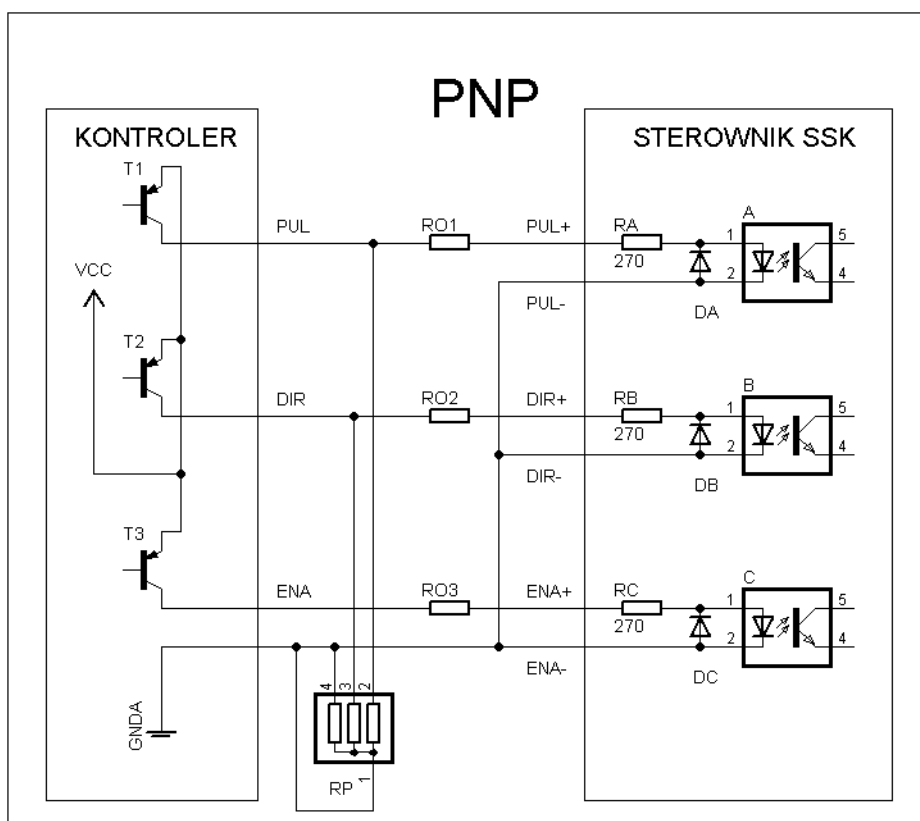 PNP
KONTROLER
STEROWNIK SSK
T1
A
PUL
RO1
PUL+
RA
1
5
270
2
4
VCC
PUL-
DA
T2
B
DIR
RO2
DIR+
RB
1
5
270
2
4
DIR-
DB
T3
C
ENA
RO3
ENA+
RC
1
5
270
2
4
ENA-
DC
4
3
2
GNDA
RP
1